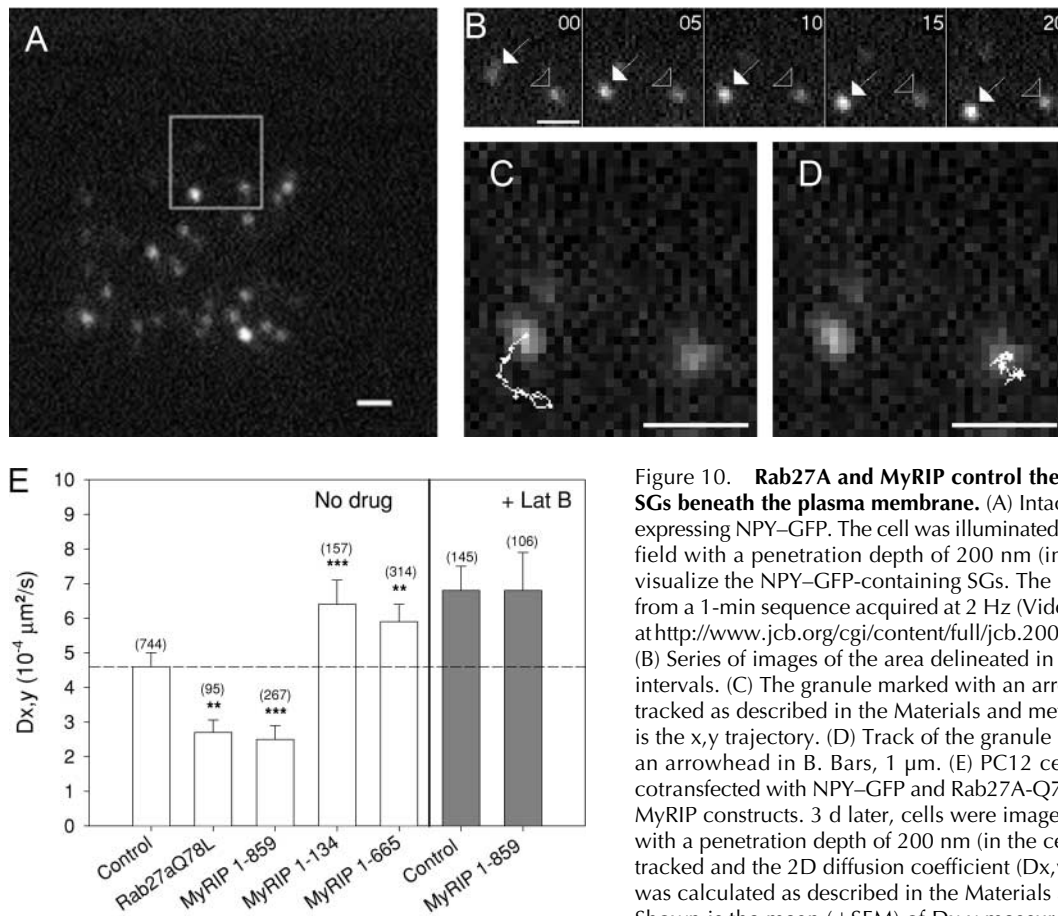 A
B
00
05
10
15
20
C
D
E
Dx,y (10⁻⁴ µm²/s)
10
9
8
7
6
5
4
3
2
1
0
No drug
+ Lat B
(744)
(95)
**
(267)
***
(157)
***
(314)
**
(145)
(106)
Control
Rab27aQ78L
MyRIP 1-859
MyRIP 1-134
MyRIP 1-665
Control
MyRIP 1-859
Figure 10. Rab27A and MyRIP control the
SGs beneath the plasma membrane. (A) Intac
expressing NPY–GFP. The cell was illuminated
field with a penetration depth of 200 nm (in
visualize the NPY–GFP-containing SGs. The
from a 1-min sequence acquired at 2 Hz (Vide
at http://www.jcb.org/cgi/content/full/jcb.200
(B) Series of images of the area delineated in
intervals. (C) The granule marked with an arr
tracked as described in the Materials and me
is the x,y trajectory. (D) Track of the granule
an arrowhead in B. Bars, 1 µm. (E) PC12 ce
cotransfected with NPY–GFP and Rab27A-Q7
MyRIP constructs. 3 d later, cells were image
with a penetration depth of 200 nm (in the ce
tracked and the 2D diffusion coefficient (Dx,
was calculated as described in the Materials